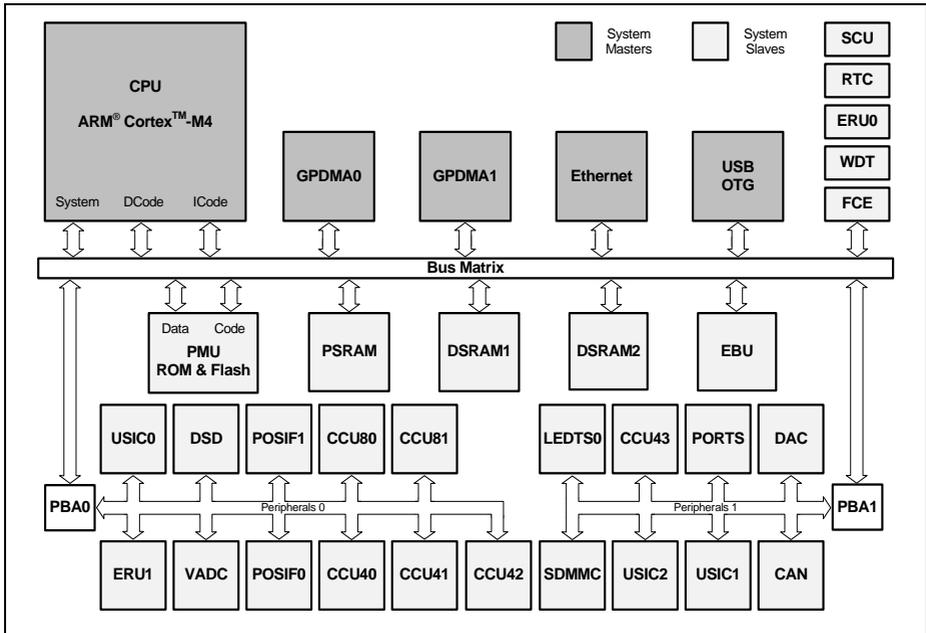 System Masters
System Slaves
SCU
RTC
ERU0
WDT
FCE
CPU
ARM® Cortex™-M4
System DCode ICode
GPDMA0
GPDMA1
Ethernet
USB
OTG
Bus Matrix
Data Code
PMU
ROM & Flash
PSRAM
DSRAM1
DSRAM2
EBU
USIC0 DSD POSIF1 CCU80 CCU81 LEDTS0 CCU43 PORTS DAC
PBA0 Peripherals 0 Peripherals 1 PBA1
ERU1 VADC POSIF0 CCU40 CCU41 CCU42 SDMMC USIC2 USIC1 CAN